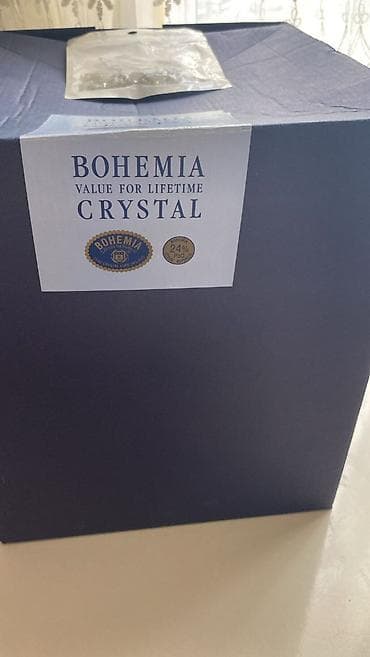 BOHEMIA
VALUE FOR LIFETIME
CRYSTAL
BOHEMIA
24%
PBO